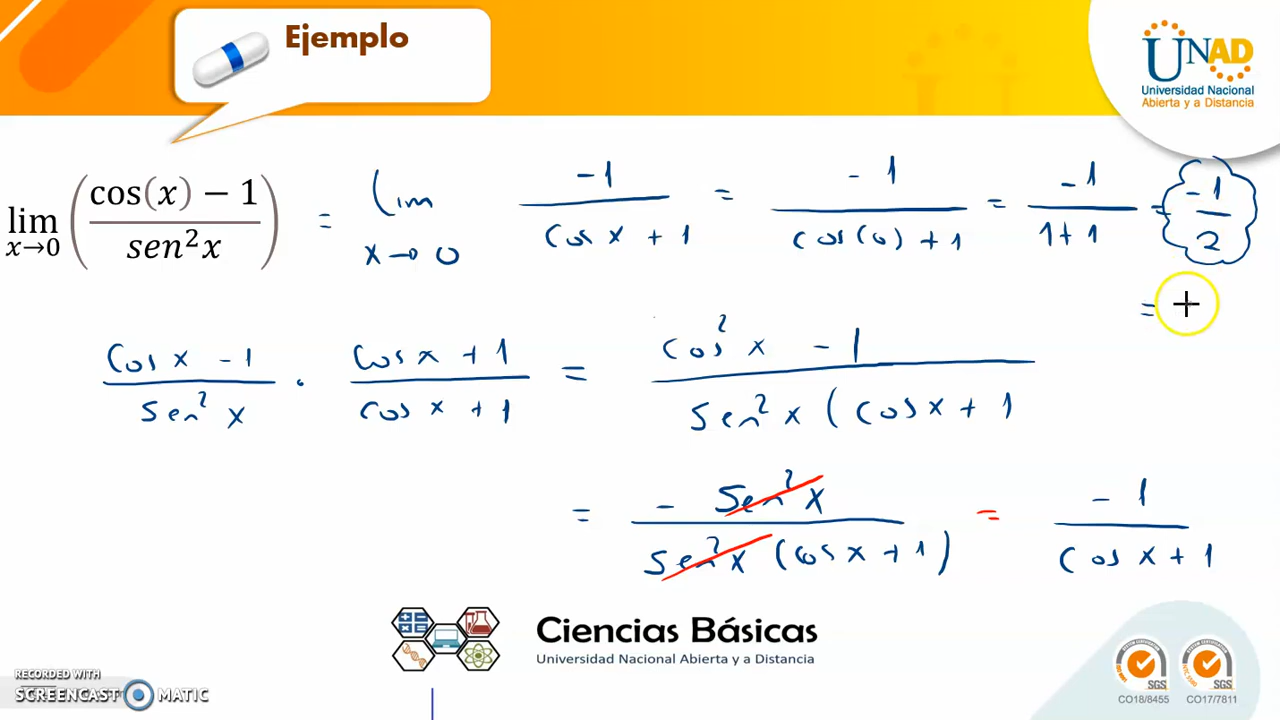 Ejemplo
UNAD
Universidad Nacional
Abierta y a Distancia
lim x→0 (cos(x) − 1 / sen²x) = lim x→0 -1 / cos x + 1 = -1 / cos(0) + 1 = -1 / 1+1 = -1 / 2
=
cos x - 1 / sen² x · cos x + 1 / cos x + 1 = cos² x - 1 / sen² x (cos x + 1
= - sen² x / sen² x (cos x + 1) = - 1 / cos x + 1
Ciencias Básicas
Universidad Nacional Abierta y a Distancia
RECORDED WITH
SCREENCAST MATIC
SGS
SGS
CO18/8455
CO17/7811